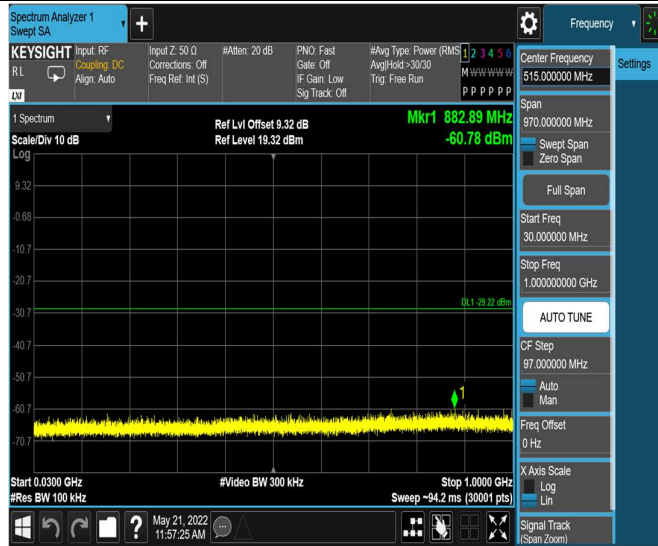 Spectrum Analyzer 1
Swept SA
+
Frequency
KEYSIGHT
RL
LXI
Input: RF
Coupling: DC
Align: Auto
Input Z: 50 Ω
Corrections: Off
Freq Ref: Int (S)
#Atten: 20 dB
PNO: Fast
Gate: Off
IF Gain: Low
Sig Track: Off
#Avg Type: Power (RMS
Avg|Hold:>30/30
Trig: Free Run
1 2 3 4 5 6
M W W W W W
P P P P P P
Center Frequency
515.000000 MHz
Settings
1 Spectrum
Scale/Div 10 dB
Log
Ref Lvl Offset 9.32 dB
Ref Level 19.32 dBm
Mkr1 882.89 MHz
-60.78 dBm
Span
970.000000 MHz
Swept Span
Zero Span
Full Span
Start Freq
30.000000 MHz
Stop Freq
1.000000000 GHz
AUTO TUNE
CF Step
97.000000 MHz
Auto
Man
Freq Offset
0 Hz
X Axis Scale
Log
Lin
Signal Track
(Span Zoom)
9.32
-0.68
-10.7
-20.7
-30.7
-40.7
-50.7
-60.7
-70.7
DL1 -29.22 dBm
1
Start 0.0300 GHz
#Res BW 100 kHz
#Video BW 300 kHz
Stop 1.0000 GHz
Sweep ~94.2 ms (30001 pts)
?
May 21, 2022
11:57:25 AM